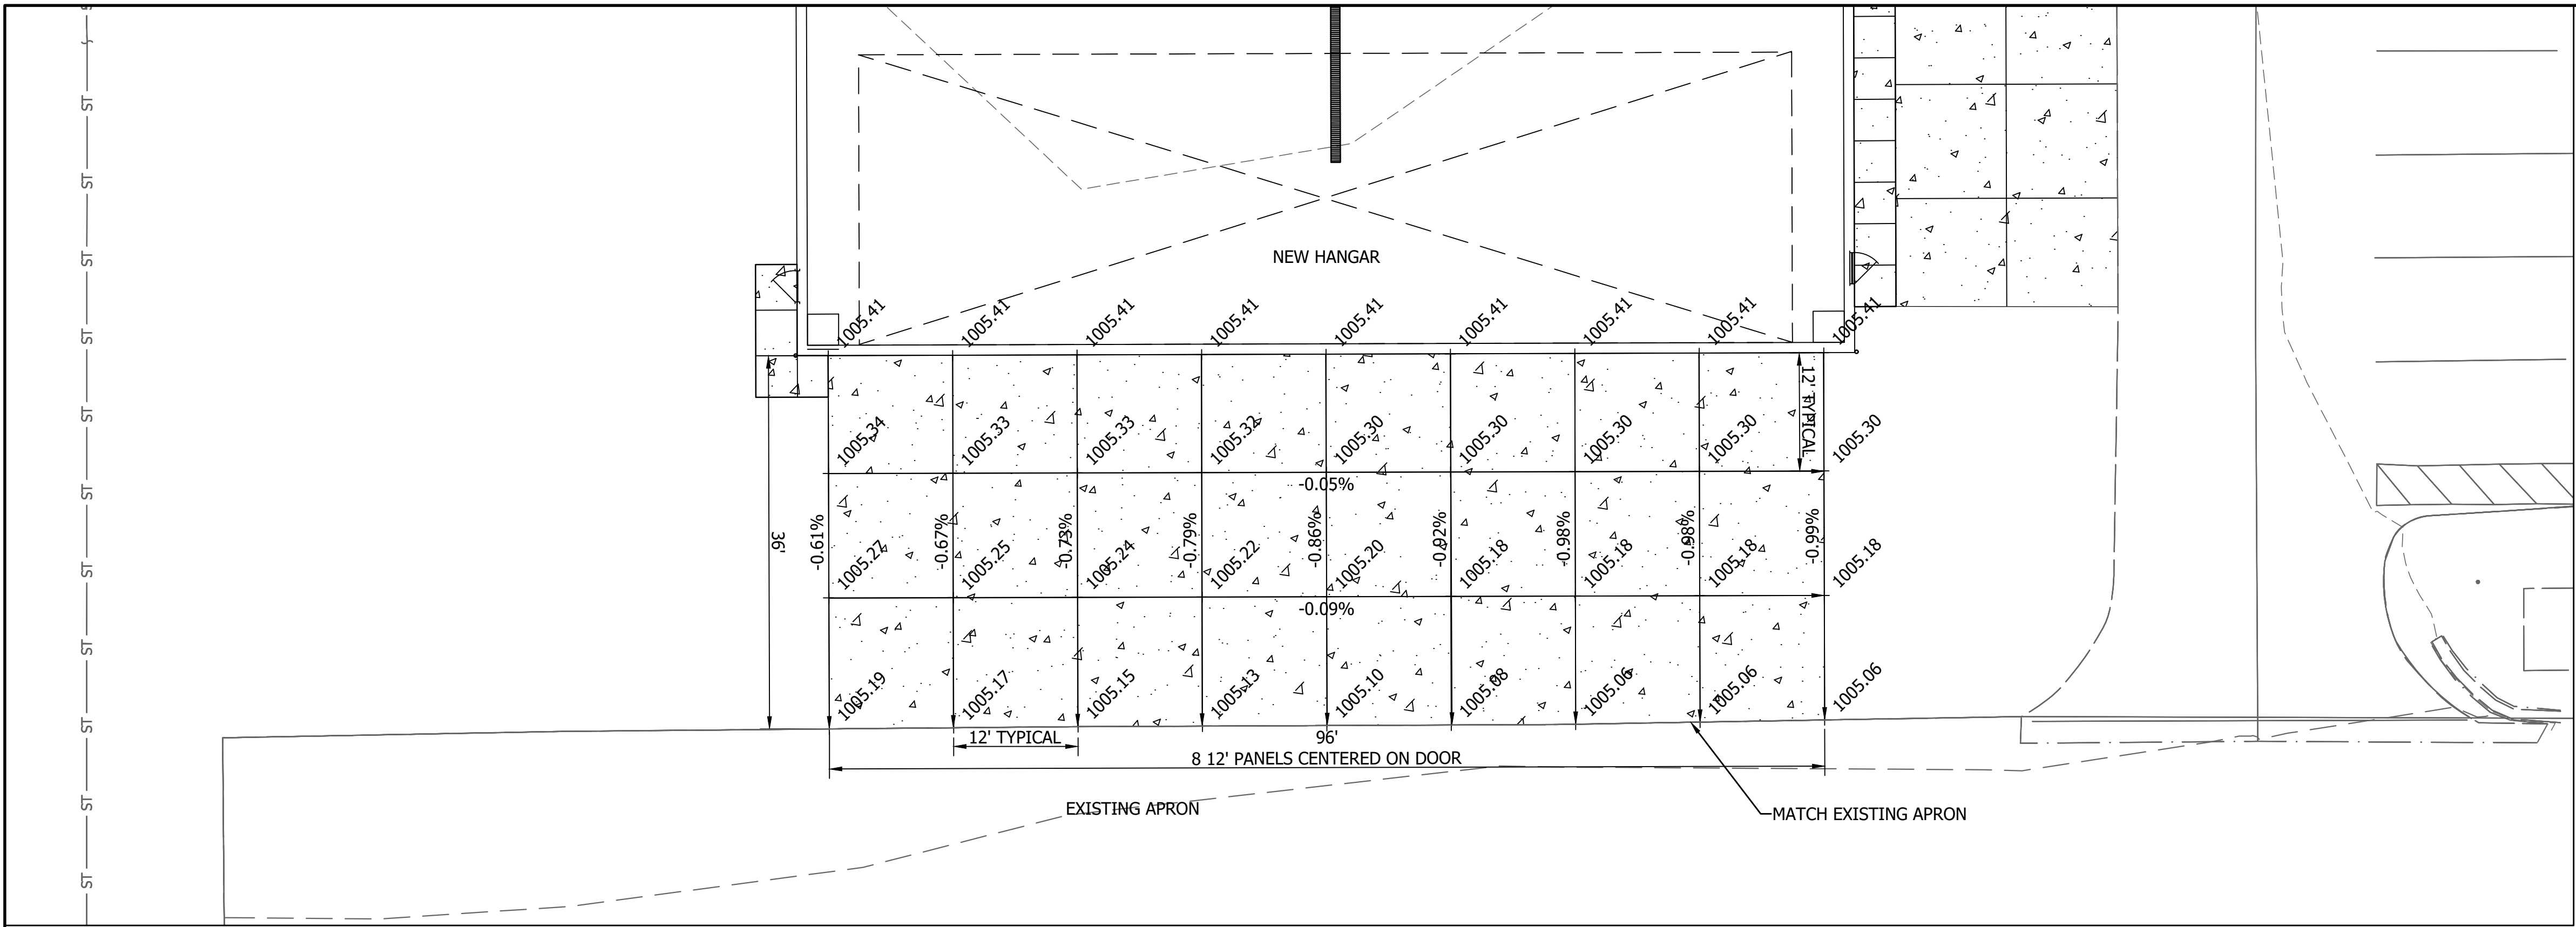 ST
ST
ST
ST
ST
ST
ST
ST
ST
ST
ST
NEW HANGAR
1005.41
1005.41
1005.41
1005.41
1005.41
1005.41
1005.41
1005.41
1005.41
12' TYPICAL
1005.34
1005.33
1005.33
1005.32
1005.30
1005.30
1005.30
1005.30
1005.30
-0.05%
36'
-0.61%
-0.67%
-0.73%
-0.79%
-0.86%
-0.92%
-0.98%
-0.98%
-0.99%
1005.27
1005.25
1005.24
1005.22
1005.20
1005.18
1005.18
1005.18
1005.18
-0.09%
1005.19
1005.17
1005.15
1005.13
1005.10
1005.08
1005.06
1005.06
1005.06
12' TYPICAL
96'
8 12' PANELS CENTERED ON DOOR
EXISTING APRON
MATCH EXISTING APRON